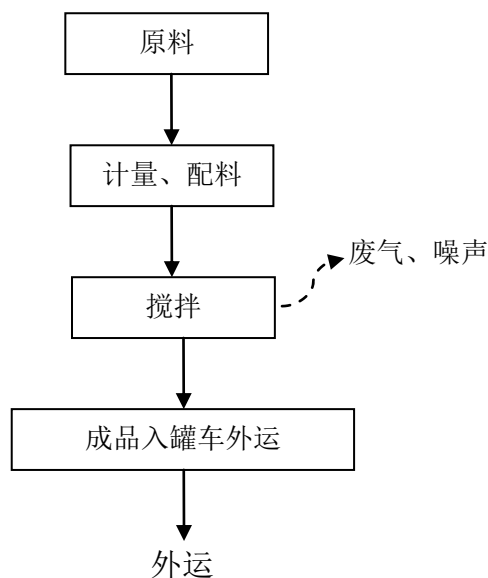 原料
计量、配料
废气、噪声
搅拌
成品入罐车外运
外运